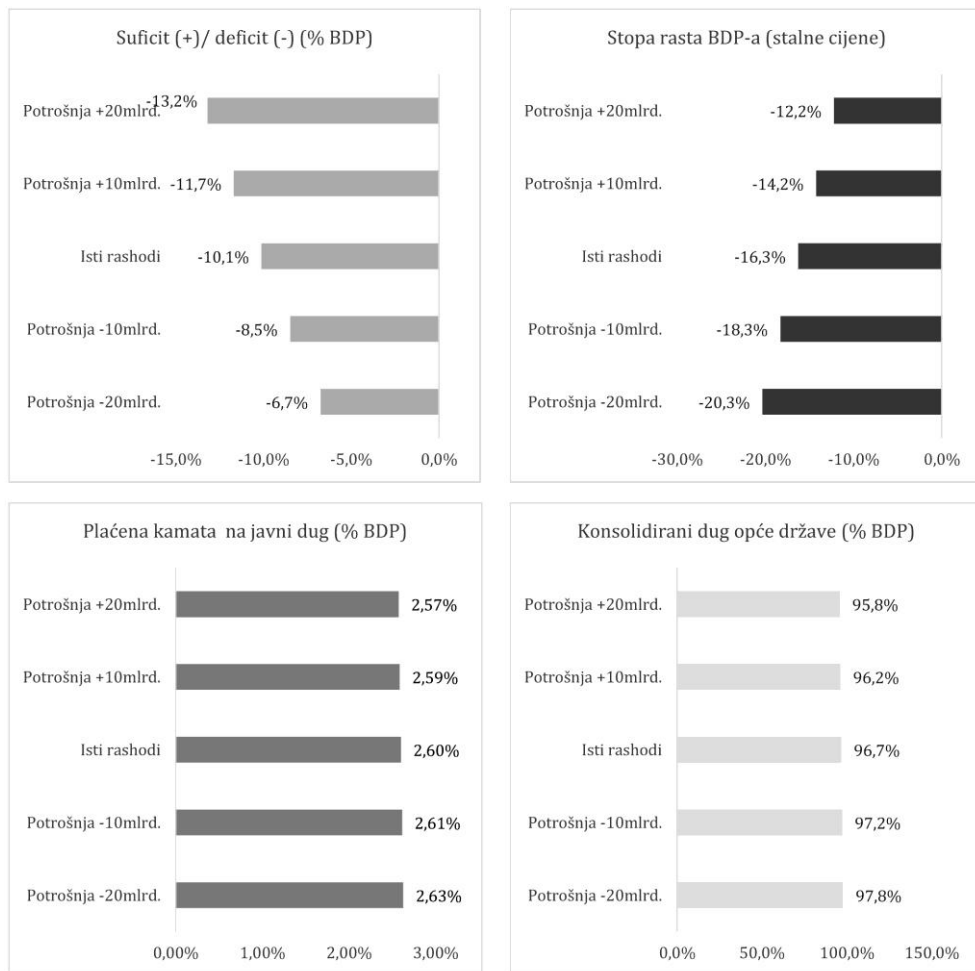 Suficit (+)/ deficit (-) (% BDP)
Potrošnja +20mlrd. -13,2%
Potrošnja +10mlrd. -11,7%
Isti rashodi -10,1%
Potrošnja -10mlrd. -8,5%
Potrošnja -20mlrd. -6,7%
-15,0% -10,0% -5,0% 0,0%
Stopa rasta BDP-a (stalne cijene)
Potrošnja +20mlrd. -12,2%
Potrošnja +10mlrd. -14,2%
Isti rashodi -16,3%
Potrošnja -10mlrd. -18,3%
Potrošnja -20mlrd. -20,3%
-30,0% -20,0% -10,0% 0,0%
Plaćena kamata na javni dug (% BDP)
Potrošnja +20mlrd. 2,57%
Potrošnja +10mlrd. 2,59%
Isti rashodi 2,60%
Potrošnja -10mlrd. 2,61%
Potrošnja -20mlrd. 2,63%
0,00% 1,00% 2,00% 3,00%
Konsolidirani dug opće države (% BDP)
Potrošnja +20mlrd. 95,8%
Potrošnja +10mlrd. 96,2%
Isti rashodi 96,7%
Potrošnja -10mlrd. 97,2%
Potrošnja -20mlrd. 97,8%
0,0% 50,0% 100,0% 150,0%